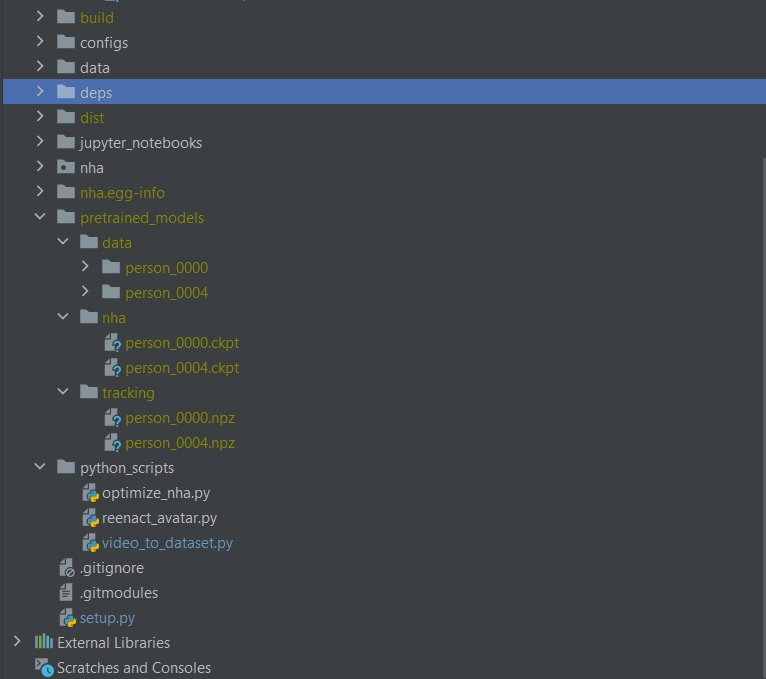 build
configs
data
deps
dist
jupyter_notebooks
nha
nha.egg-info
pretrained_models
data
person_0000
person_0004
nha
person_0000.ckpt
person_0004.ckpt
tracking
person_0000.npz
person_0004.npz
python_scripts
optimize_nha.py
reenact_avatar.py
video_to_dataset.py
.gitignore
.gitmodules
setup.py
External Libraries
Scratches and Consoles